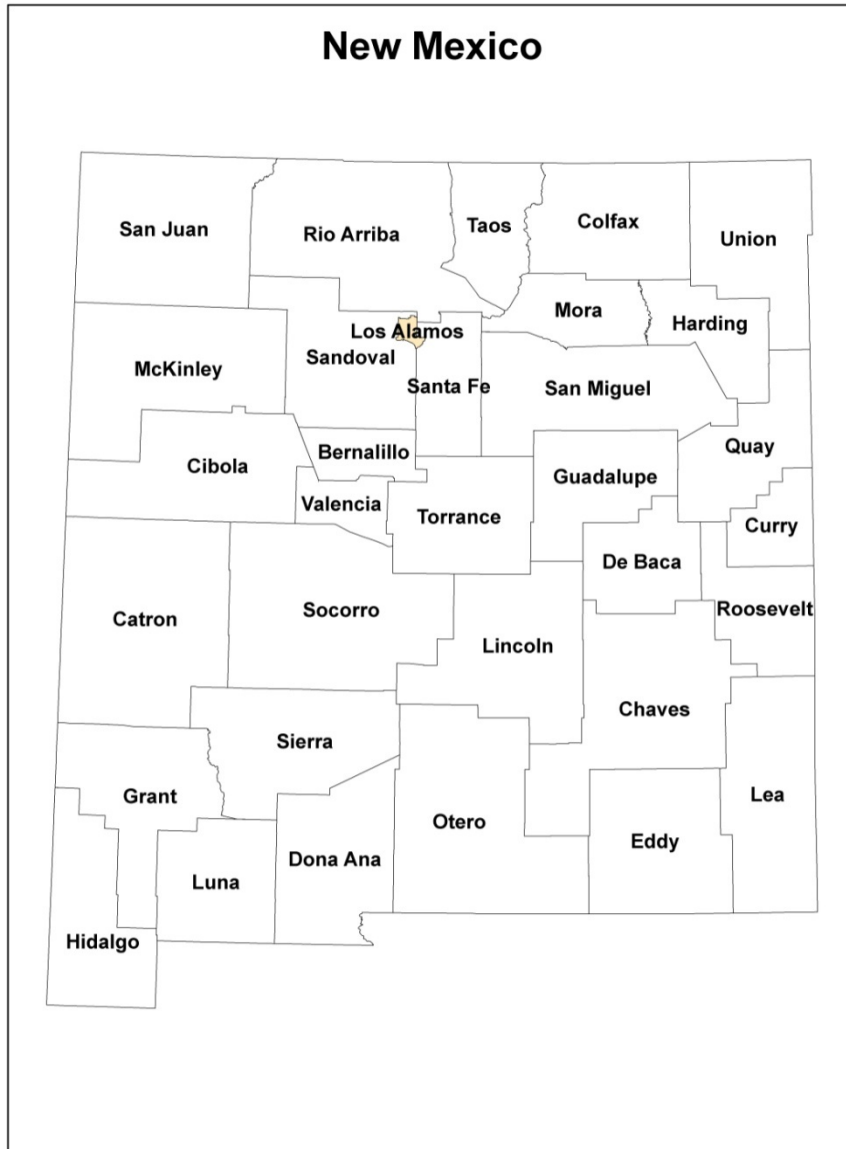 New Mexico
San Juan
Rio Arriba
Taos
Colfax
Union
Mora
Harding
Los Alamos
Sandoval
McKinley
Santa Fe
San Miguel
Quay
Bernalillo
Cibola
Guadalupe
Valencia
Torrance
Curry
De Baca
Roosevelt
Catron
Socorro
Lincoln
Chaves
Sierra
Grant
Lea
Otero
Eddy
Dona Ana
Luna
Hidalgo